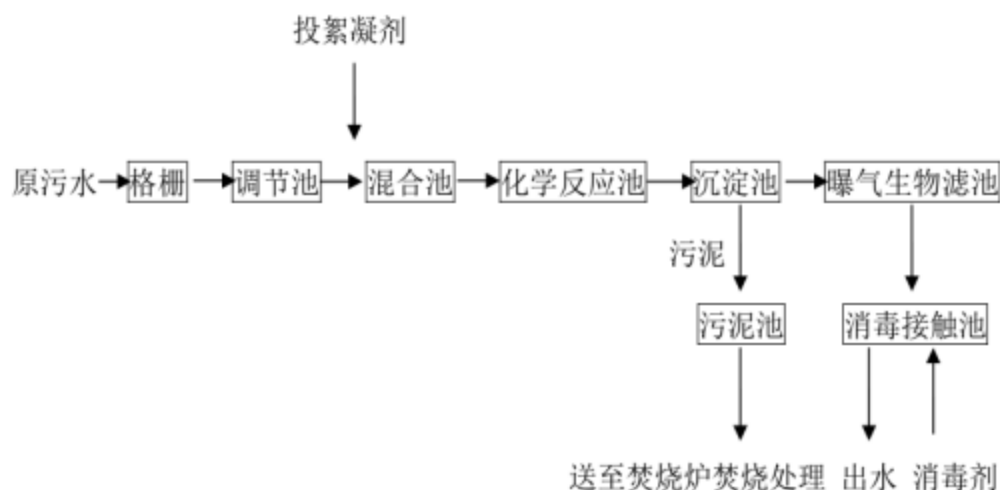 投絮凝剂
原污水 格栅 调节池 混合池 化学反应池 沉淀池 曝气生物滤池
污泥
污泥池 消毒接触池
送至焚烧炉焚烧处理 出水 消毒剂